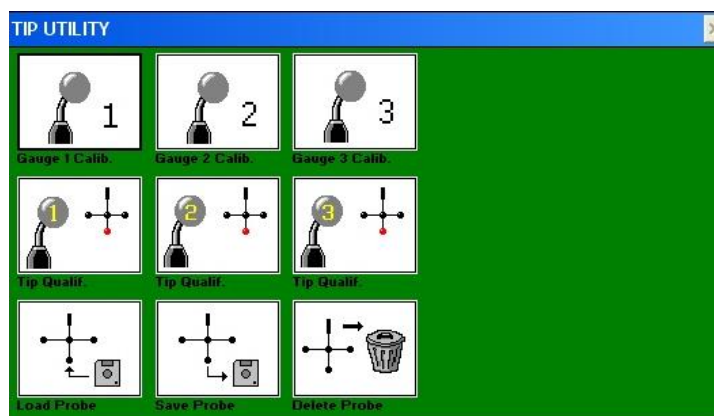 TIP UTILITY
1 2 3
Gauge 1 Calib. Gauge 2 Calib. Gauge 3 Calib.
1 2 3
Tip Qualif. Tip Qualif. Tip Qualif.
Load Probe Save Probe Delete Probe